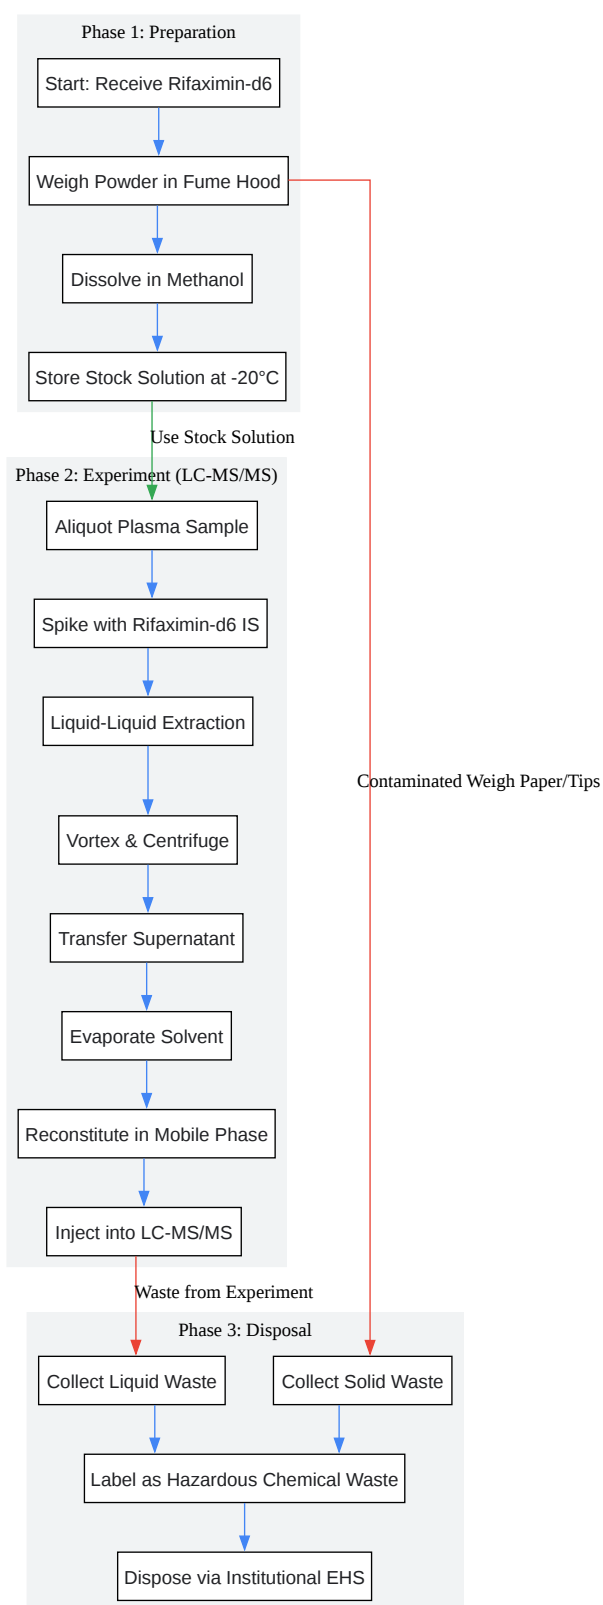 Phase 1: Preparation
Start: Receive Rifaximin-d6
Weigh Powder in Fume Hood
Dissolve in Methanol
Store Stock Solution at -20°C
Use Stock Solution
Phase 2: Experiment (LC-MS/MS)
Aliquot Plasma Sample
Spike with Rifaximin-d6 IS
Liquid-Liquid Extraction
Contaminated Weigh Paper/Tips
Vortex & Centrifuge
Transfer Supernatant
Evaporate Solvent
Reconstitute in Mobile Phase
Inject into LC-MS/MS
Waste from Experiment
Phase 3: Disposal
Collect Liquid Waste
Collect Solid Waste
Label as Hazardous Chemical Waste
Dispose via Institutional EHS